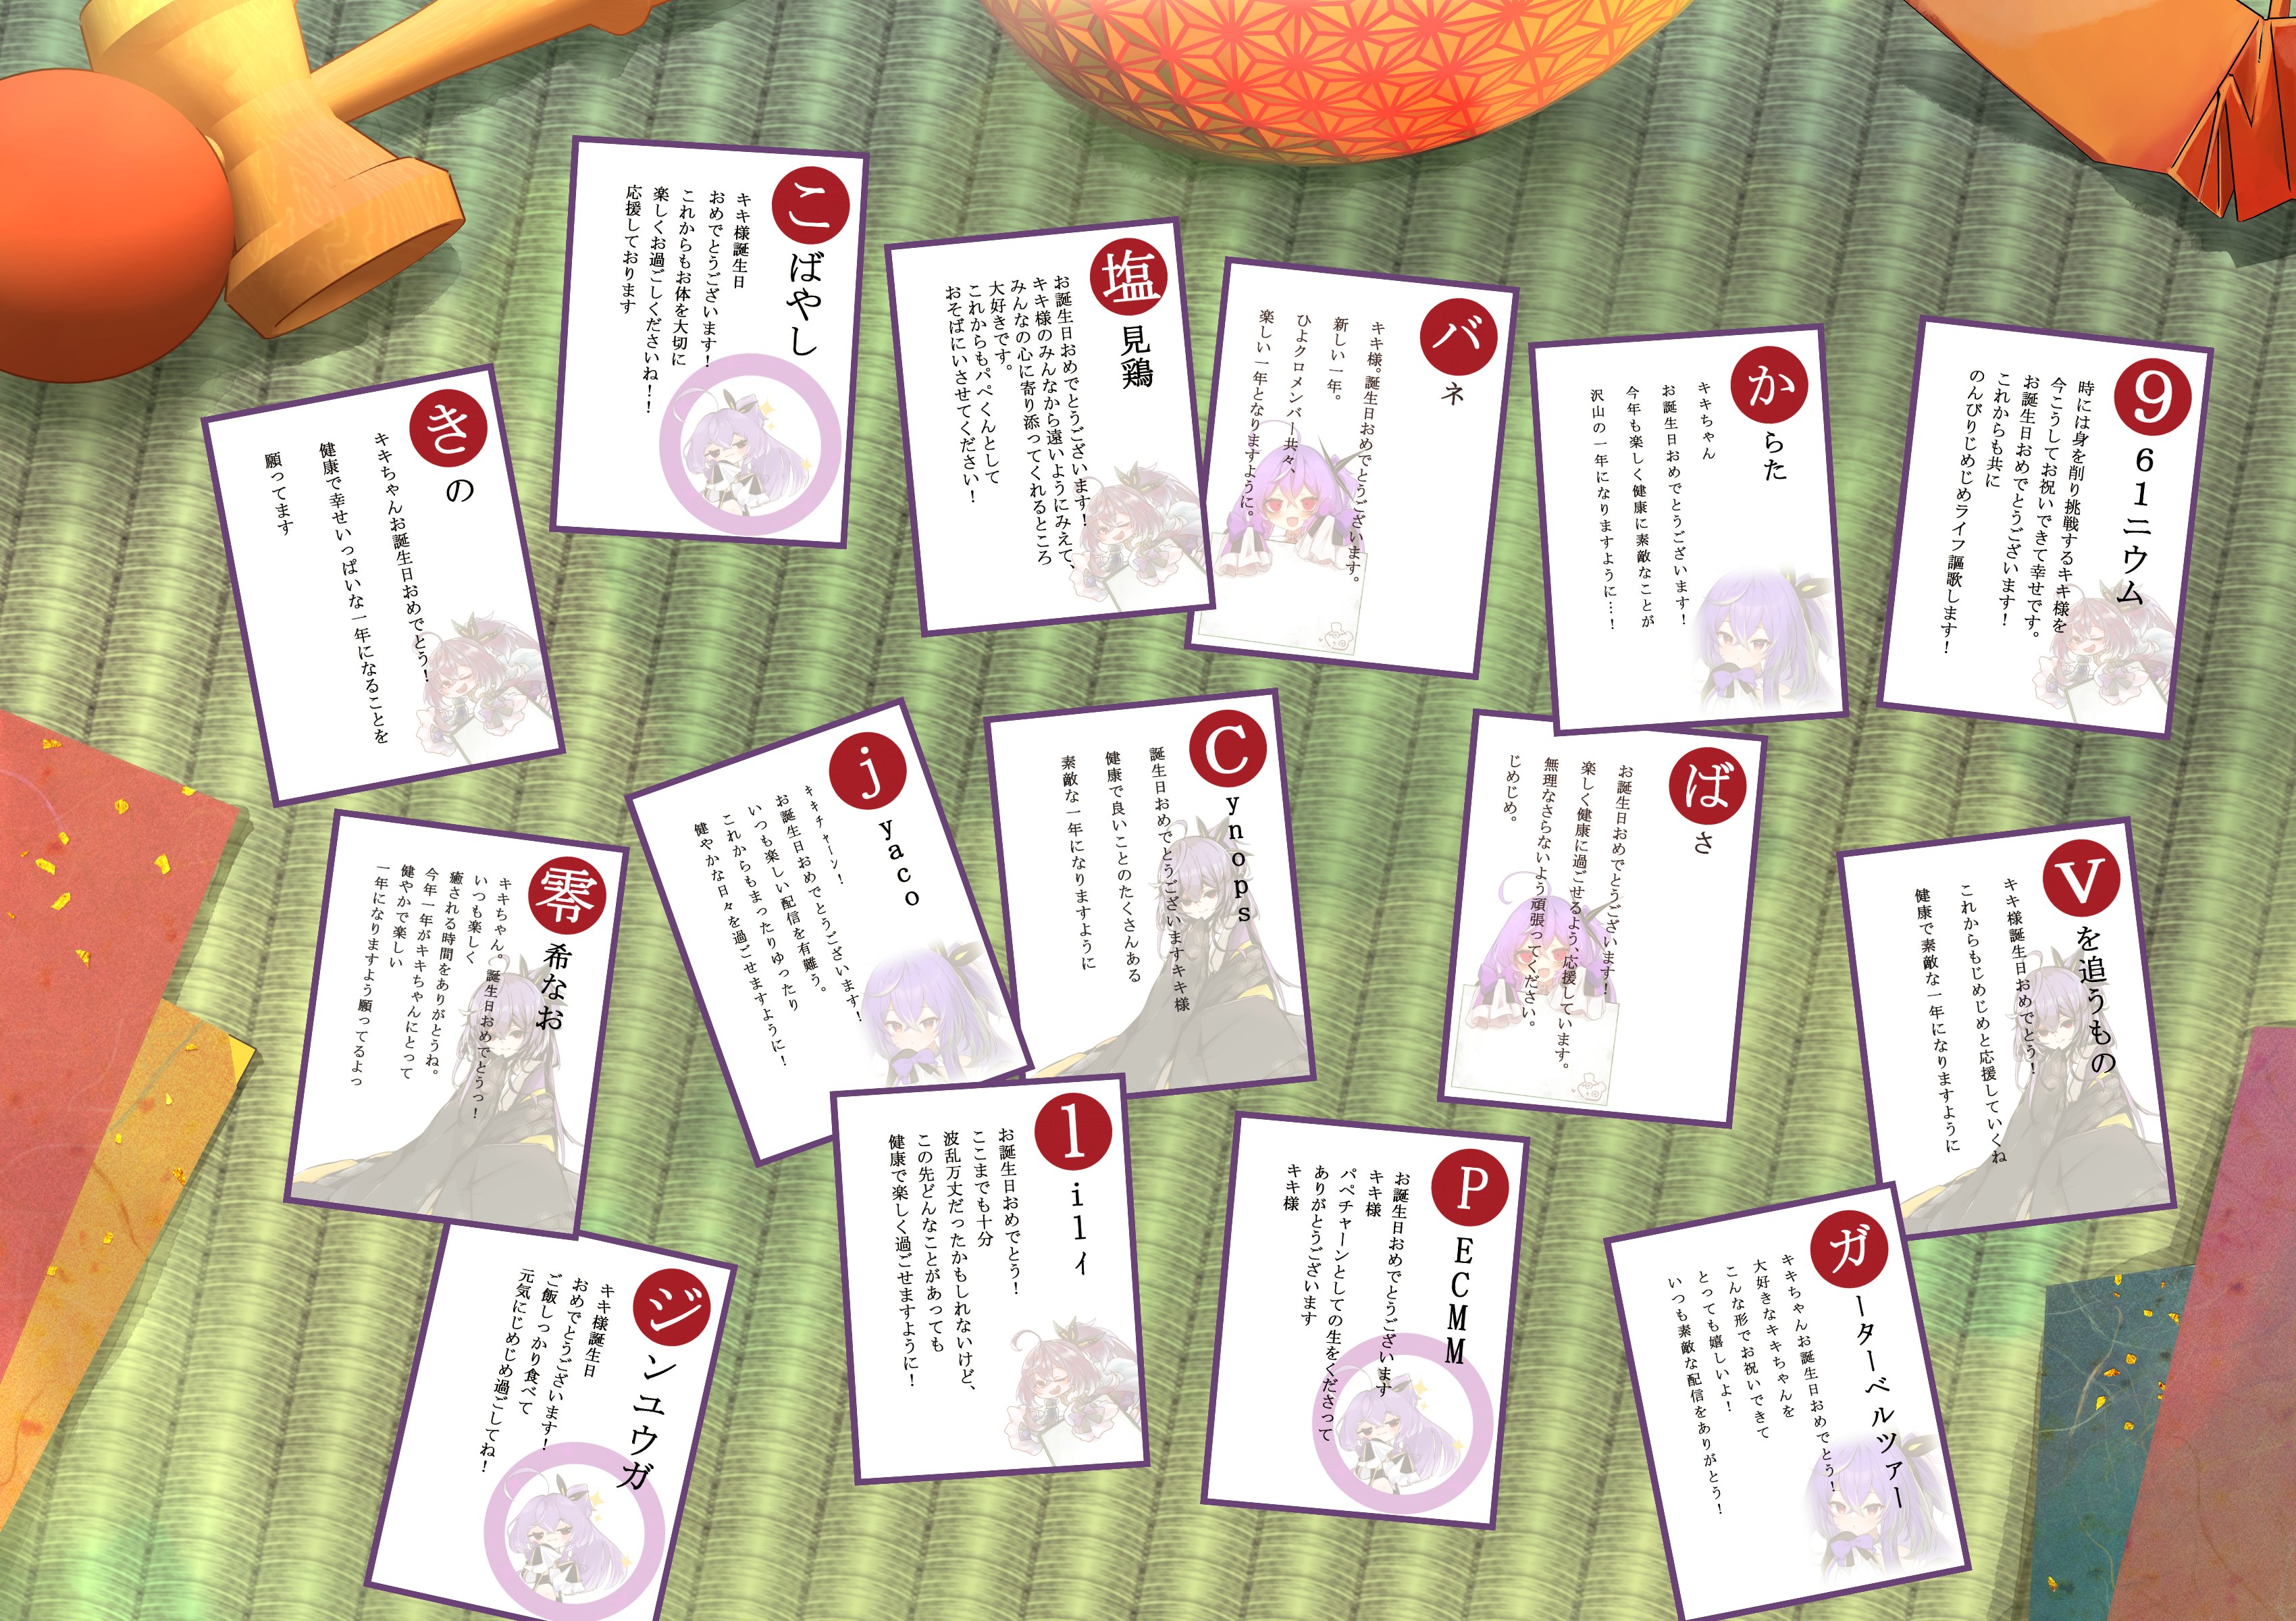 こばやし
キキ様誕生日
おめでとうございます!
これからもお体を大切に
楽しくお過ごしくださいね!!
応援しております
塩見鶏
お誕生日おめでとうございます!
キキ様のみんなから遠いようにみえて、
みんなの心に寄り添ってくれるところ
大好きです。
これからもパペくんとして
おそばにいさせてください!
バネ
キキ様。誕生日おめでとうございます。
新しい一年。
ひよクロメンバー共々、
楽しい一年となりますように。
からた
キキちゃん
お誕生日おめでとうございます!
今年も楽しく健康に素敵なことが
沢山の一年になりますように…!
961ニウム
時には身を削り挑戦するキキ様を
今こうしてお祝いできて幸せです。
お誕生日おめでとうございます!
これからも共に
のんびりじめじめライフ謳歌します!
きの
キキちゃんお誕生日おめでとう!
健康で幸せいっぱいな一年になることを
願ってます
jyaco
キキチャーン!
お誕生日おめでとうございます!
いつも楽しい配信を有難う。
これからもまったりゆったり
健やかな日々を過ごせますように!
Cynops
誕生日おめでとうございますキキ様
健康で良いことのたくさんある
素敵な一年になりますように
ばさ
お誕生日おめでとうございます!
楽しく健康に過ごせるよう、応援しています。
無理なさらないよう頑張ってください。
じめじめ。
vを追うもの
キキ様誕生日おめでとう!
これからもじめじめと応援していくね
健康で素敵な一年になりますように
零希なお
キキちゃん。誕生日おめでとうっ!
いつも楽しく
癒される時間をありがとうね。
今年一年がキキちゃんにとって
健やかで楽しい
一年になりますよう願ってるよっ
lilィ
お誕生日おめでとう!
ここまでも十分
波乱万丈だったかもしれないけど、
この先どんなことがあっても
健康で楽しく過ごせますように!
PECMM
お誕生日おめでとうございます
キキ様
パペチャーンとしての生をくださって
ありがとうございます
キキ様
ガーターベルツァー
キキちゃんお誕生日おめでとう!
大好きなキキちゃんを
こんな形でお祝いできて
とっても嬉しいよ!
いつも素敵な配信をありがとう!
ジンユウガ
キキ様誕生日
おめでとうございます!
ご飯しっかり食べて
元気にじめじめ過ごしてね!